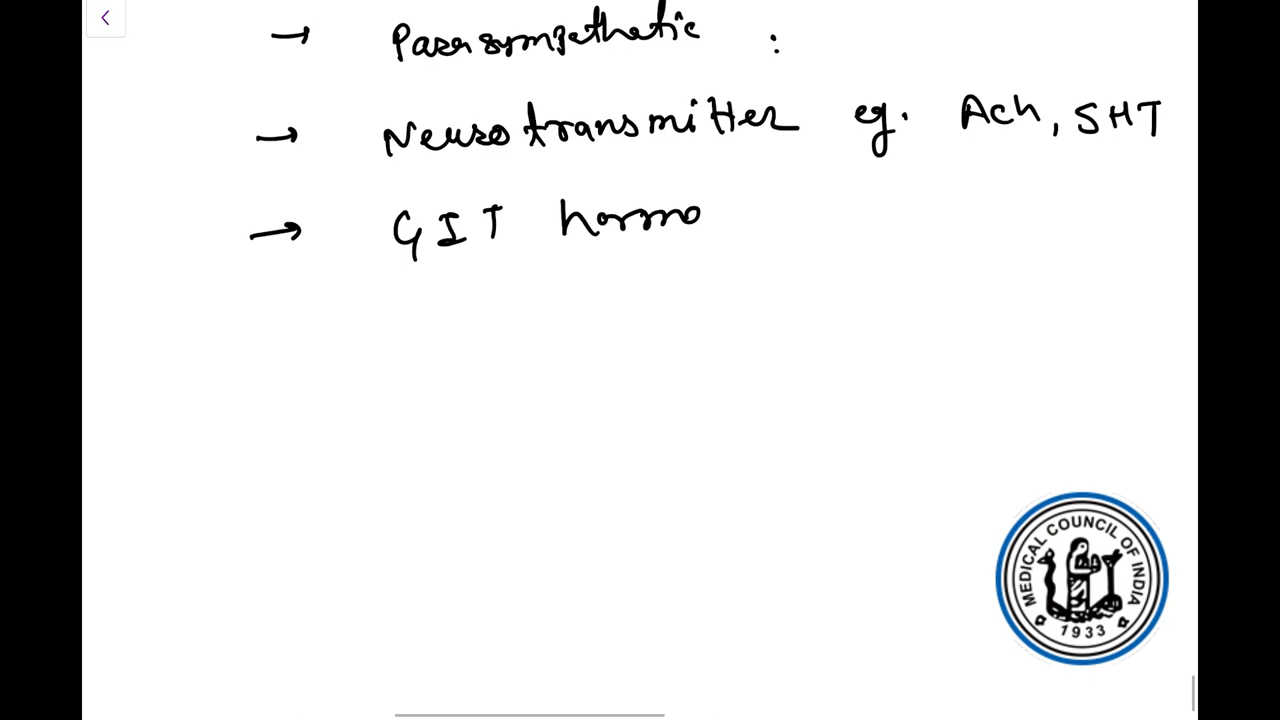 → Parasympathetic :
→ Neurotransmitter eg. Ach, 5HT
→ GIT hormo
MEDICAL COUNCIL OF INDIA
1933